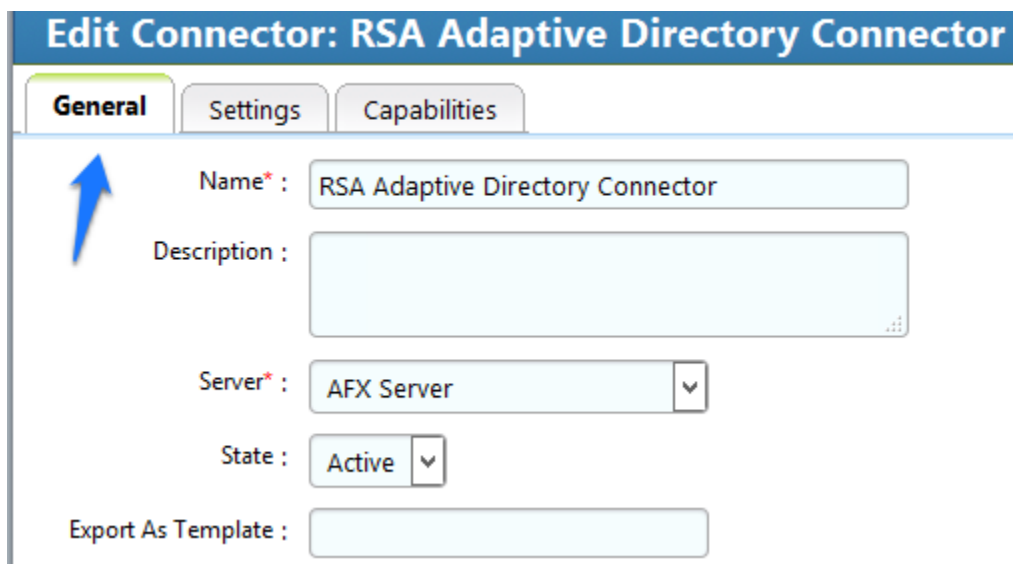 Edit Connector: RSA Adaptive Directory Connector
General Settings Capabilities
Name* : RSA Adaptive Directory Connector
Description :
Server* : AFX Server
State : Active
Export As Template :